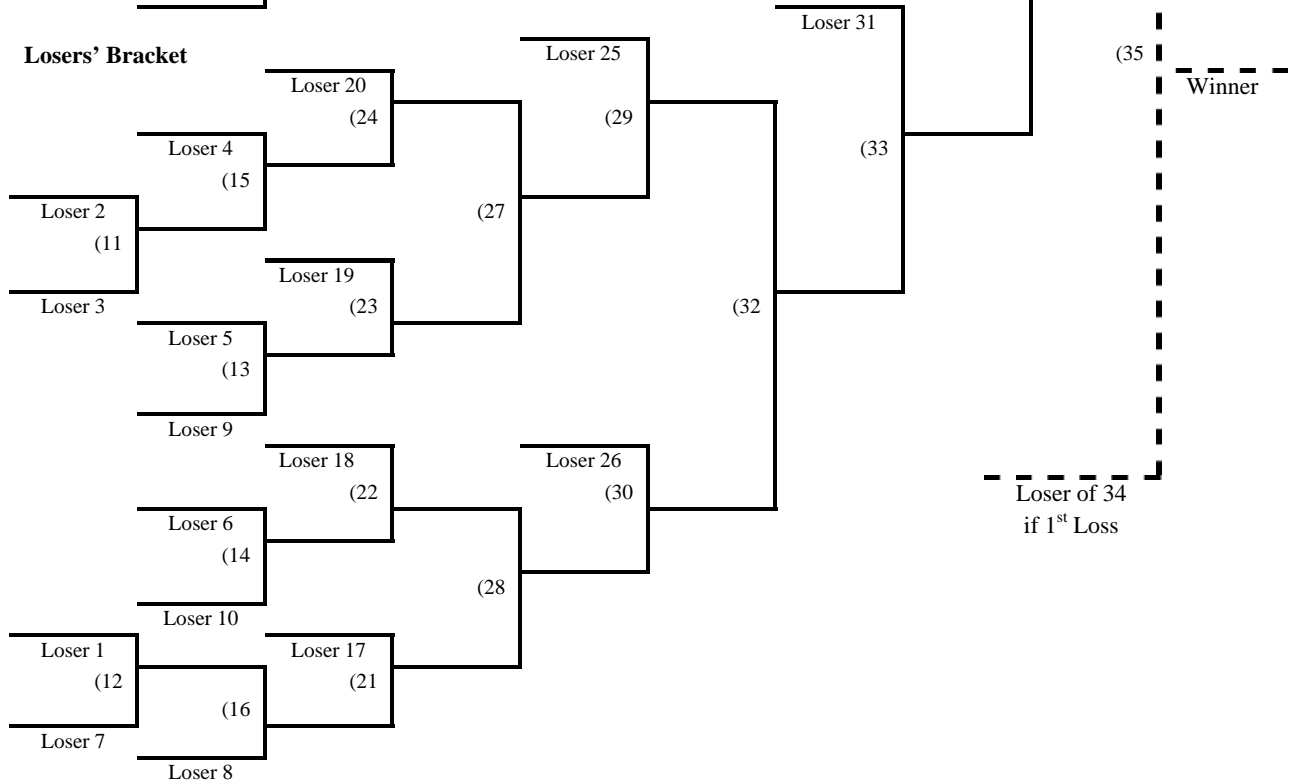 Loser 31
Losers’ Bracket
Loser 25
(35
Loser 20
Winner
(24
(29
Loser 4
(33
(15
Loser 2
(27
(11
Loser 19
Loser 3
(23
(32
Loser 5
(13
Loser 9
Loser 18
Loser 26
(22
(30
Loser of 34
if 1st Loss
Loser 6
(14
(28
Loser 10
Loser 1
Loser 17
(12
(21
(16
Loser 7
Loser 8